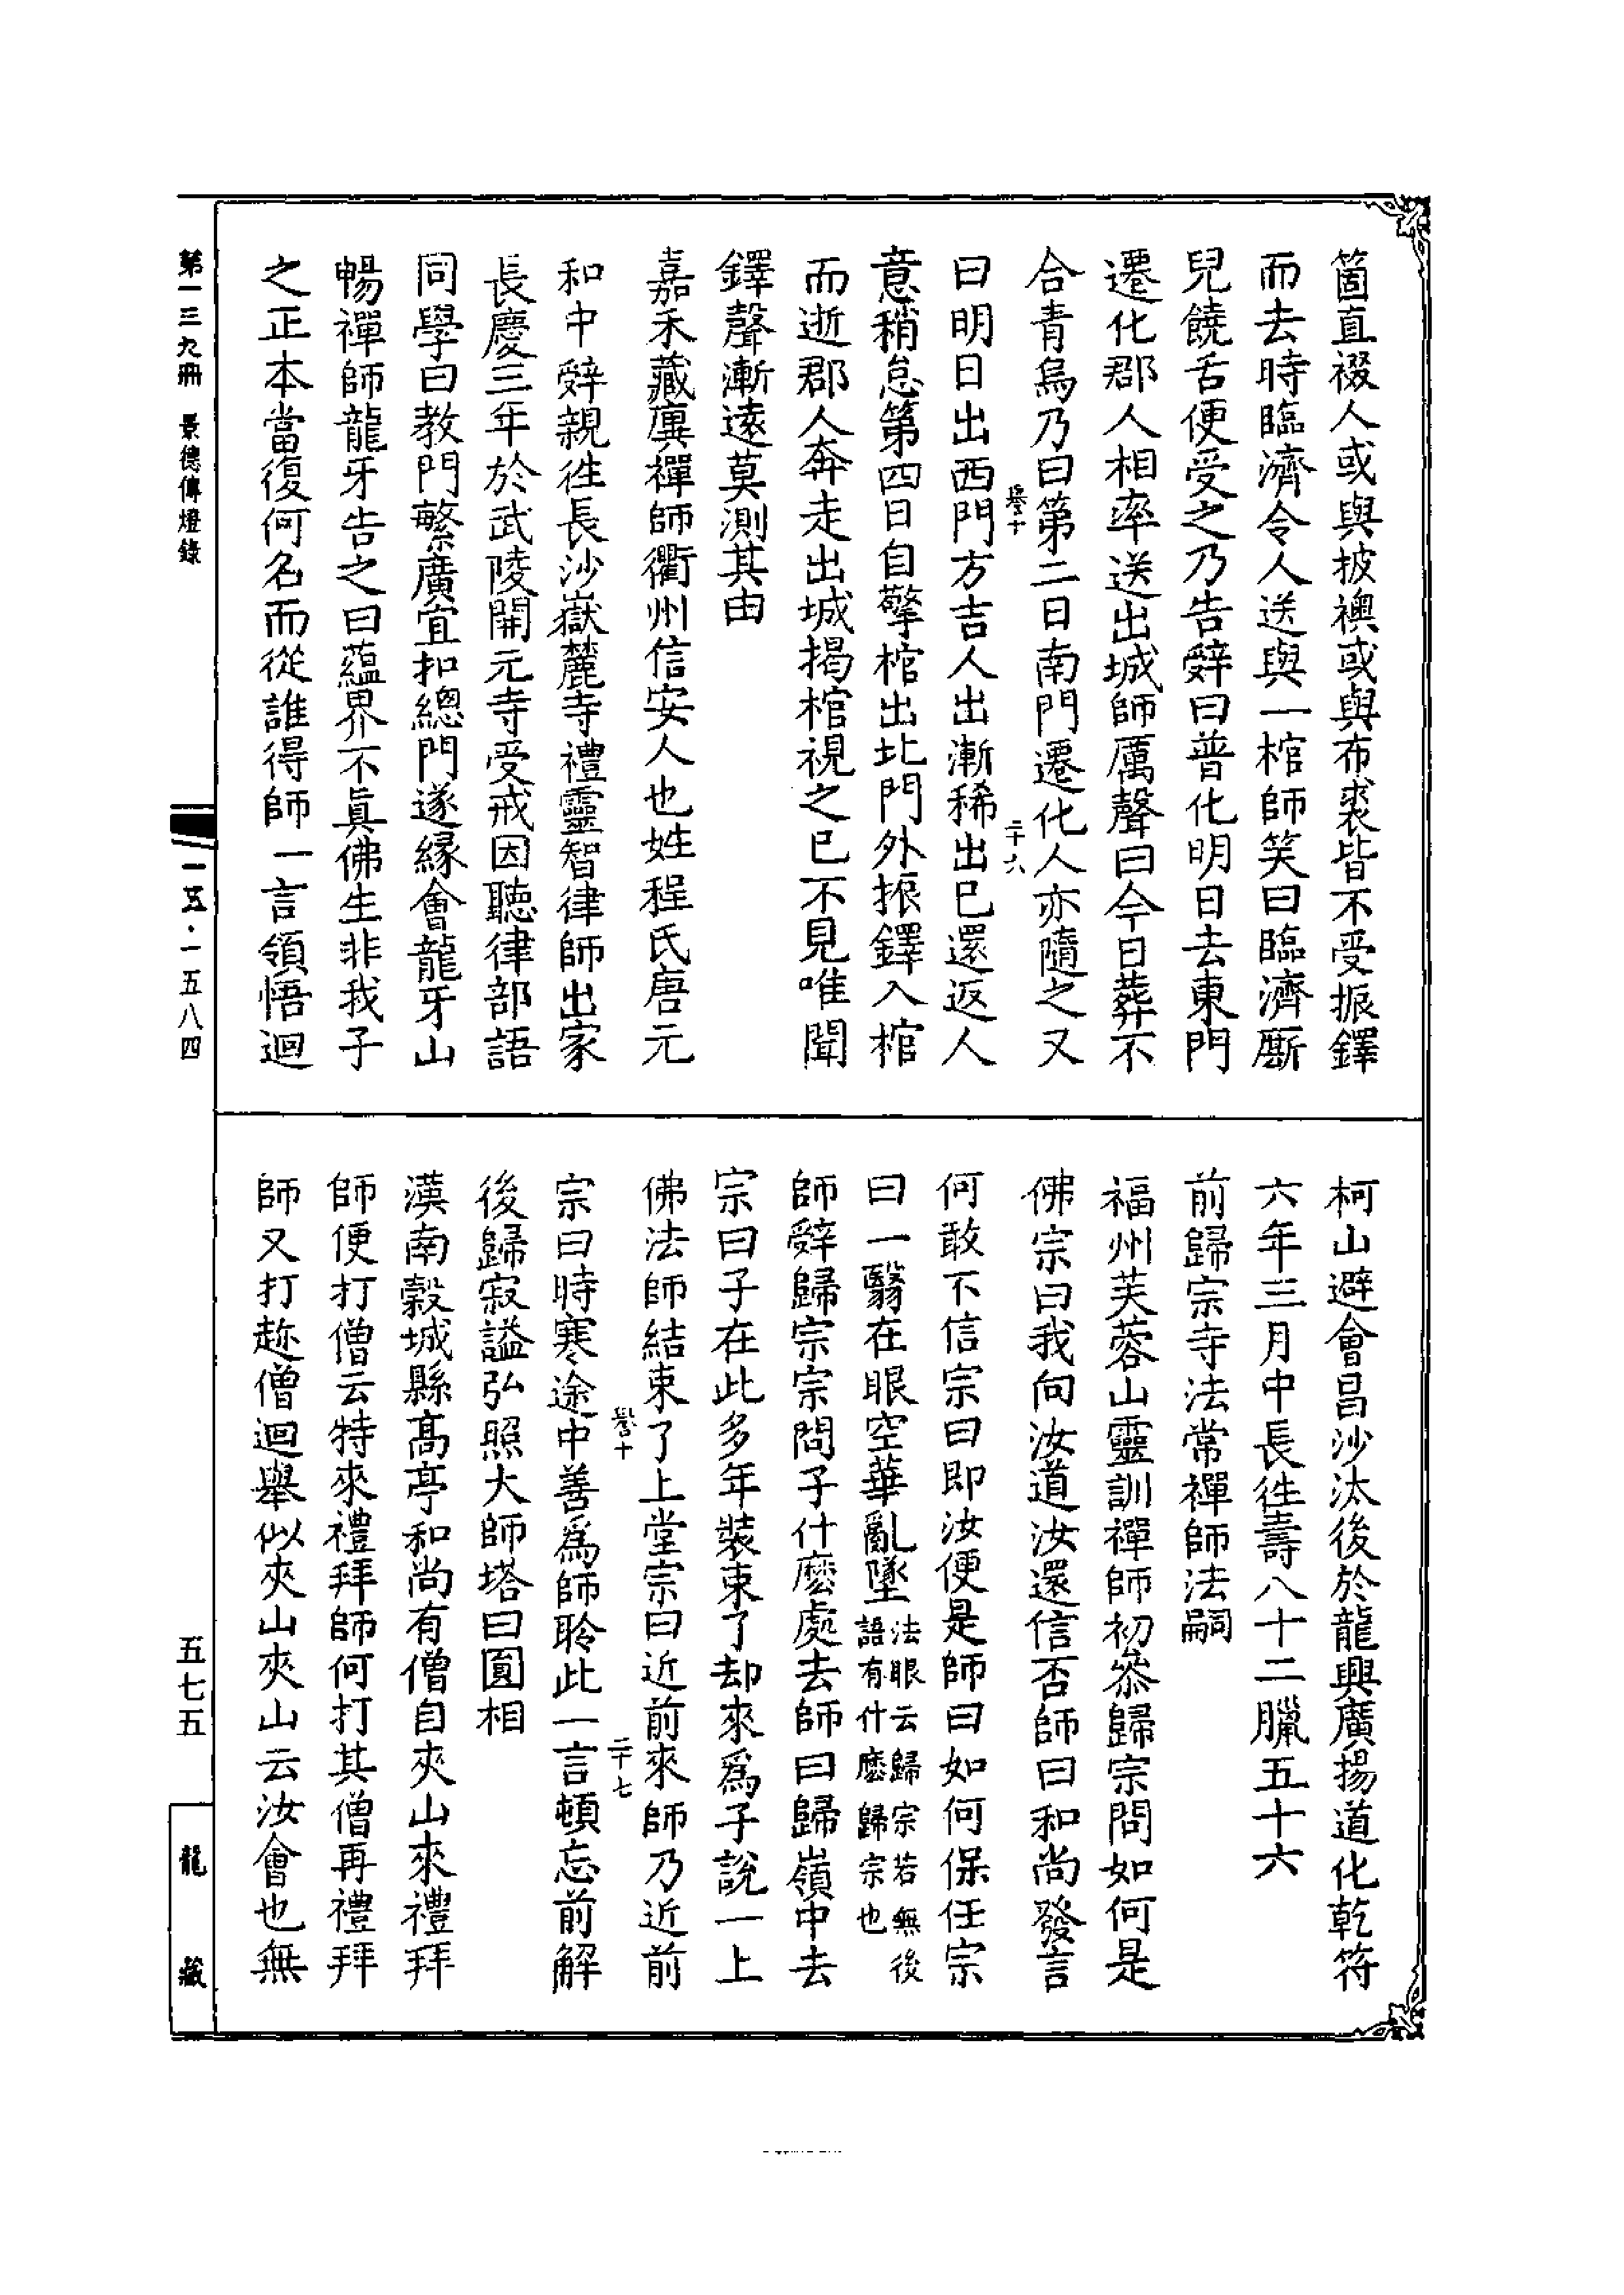 箇直裰人或與披襖或與布裘皆不受振鐸
而去時臨濟令人送與一棺師笑曰臨濟厮
兒饒舌便受之乃告辤曰普化明日去東門
遷化郡人相率送出城師厲聲曰今日葬不
合青烏乃曰第二日南門遷化人亦隨之又
譽十
二十六
曰明日出西門方吉人出漸稀出已還返人
意稍怠第四日自擎棺出北門外振鐸入棺
而逝郡人奔走出城揭棺視之已不見唯聞
鐸聲漸遠莫測其由
嘉禾藏廙禪師衢州信安人也姓程氏唐元
和中辤親徃長沙嶽麓寺禮靈智律師出家
長慶三年於武陵開元寺受戒因聽律部語
同學曰教門繁廣宜扣總門遂緣會龍牙山
暢禪師龍牙告之曰蘊界不眞佛生非我子
之正本當復何名而從誰得師一言領悟迴
柯山避會昌沙汰後於龍興廣揚道化乾符
六年三月中長徃壽八十二臘五十六
前歸宗寺法常禪師法嗣
福州芙蓉山靈訓禪師初叅歸宗問如何是
佛宗曰我向汝道汝還信否師曰和尚發言
何敢不信宗曰即汝便是師曰如何保任宗
曰一翳在眼空華亂墜法眼云歸宗若無後
語有什麽歸宗也
師辤歸宗宗問子什麽處去師曰歸嶺中去
宗曰子在此多年裝束了却來爲子說一上
佛法師結束了上堂宗曰近前來師乃近前
譽十
二十七
宗曰時寒途中善爲師聆此一言頓忘前解
後歸寂謚弘照大師塔曰圓相
漢南穀城縣高亭和尚有僧自夾山來禮拜
師便打僧云特來禮拜師何打其僧再禮拜
師又打趂僧迴舉似夾山夾山云汝會也無
第一三九冊 景德傳燈錄
一五·一五八四
五七五
龍藏